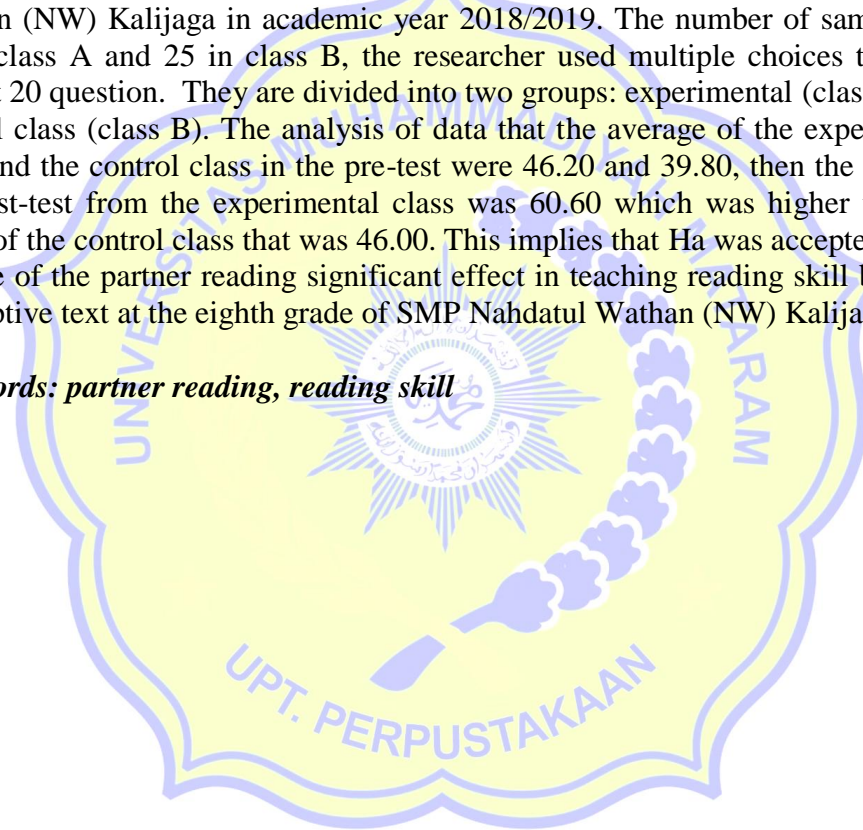 n (NW) Kalijaga in academic year 2018/2019. The number of sam
class A and 25 in class B, the researcher used multiple choices t
t 20 question. They are divided into two groups: experimental (clas
l class (class B). The analysis of data that the average of the expe
nd the control class in the pre-test were 46.20 and 39.80, then the
st-test from the experimental class was 60.60 which was higher
of the control class that was 46.00. This implies that Ha was accepte
e of the partner reading significant effect in teaching reading skill b
ptive text at the eighth grade of SMP Nahdatul Wathan (NW) Kalija
ords: partner reading, reading skill
UNIVERSITAS MUHAMMADIYAH MATARAM
UPT. PERPUSTAKAAN